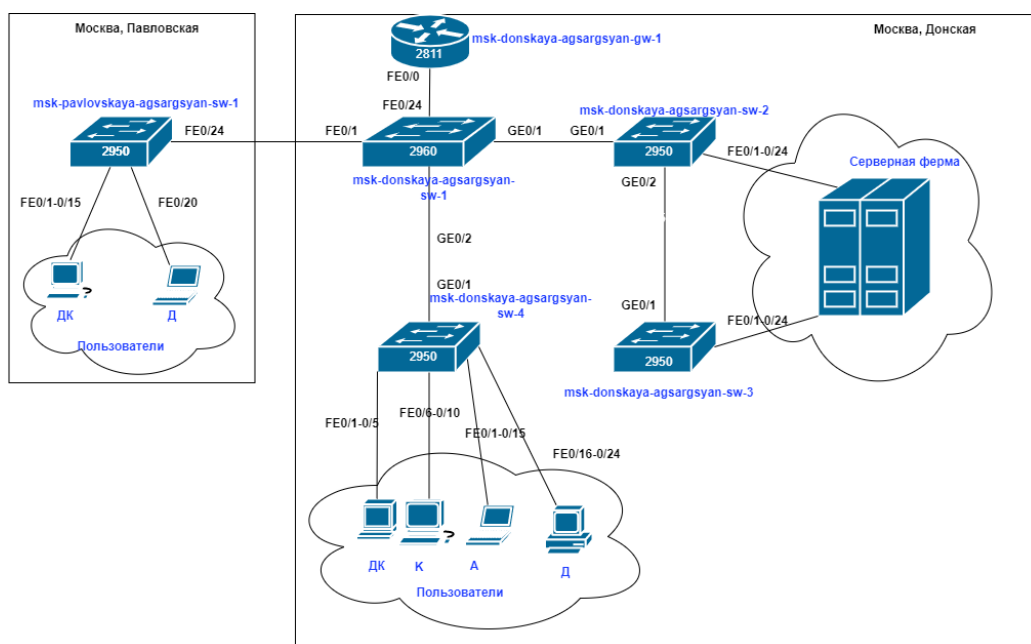 Москва, Павловская
Москва, Донская
msk-donskaya-agsargsyan-gw-1
2811
FE0/0
msk-pavlovskaya-agsargsyan-sw-1
FE0/24
msk-donskaya-agsargsyan-sw-2
FE0/24
FE0/1
GE0/1
GE0/1
2950
2960
2950
FE0/1-0/24
Серверная ферма
msk-donskaya-agsargsyan-
sw-1
GE0/2
FE0/1-0/15
FE0/20
GE0/2
GE0/1
msk-donskaya-agsargsyan-
sw-4
GE0/1
FE0/1-0/24
?
ДК
Д
Пользователи
2950
2950
msk-donskaya-agsargsyan-sw-3
FE0/1-0/5
FE0/6-0/10
FE0/1-0/15
FE0/16-0/24
?
ДК
К
А
Д
Пользователи